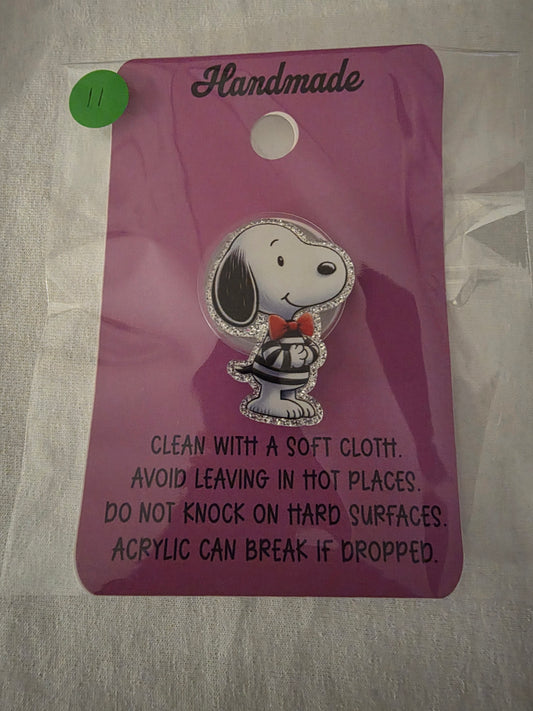 Handmade
11
CLEAN WITH A SOFT CLOTH.
AVOID LEAVING IN HOT PLACES.
DO NOT KNOCK ON HARD SURFACES.
ACRYLIC CAN BREAK IF DROPPED.